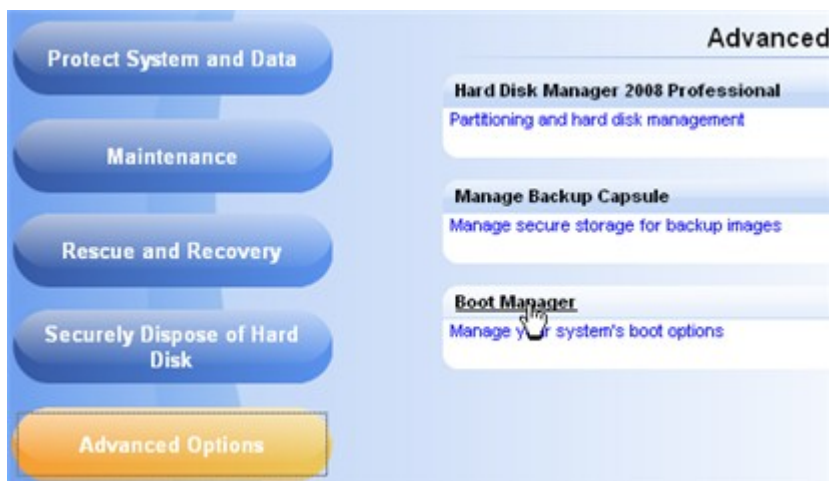 Protect System and Data
Maintenance
Rescue and Recovery
Securely Dispose of Hard
Disk
Advanced Options
Advanced
Hard Disk Manager 2008 Professional
Partitioning and hard disk management
Manage Backup Capsule
Manage secure storage for backup images
Boot Manager
Manage your system's boot options